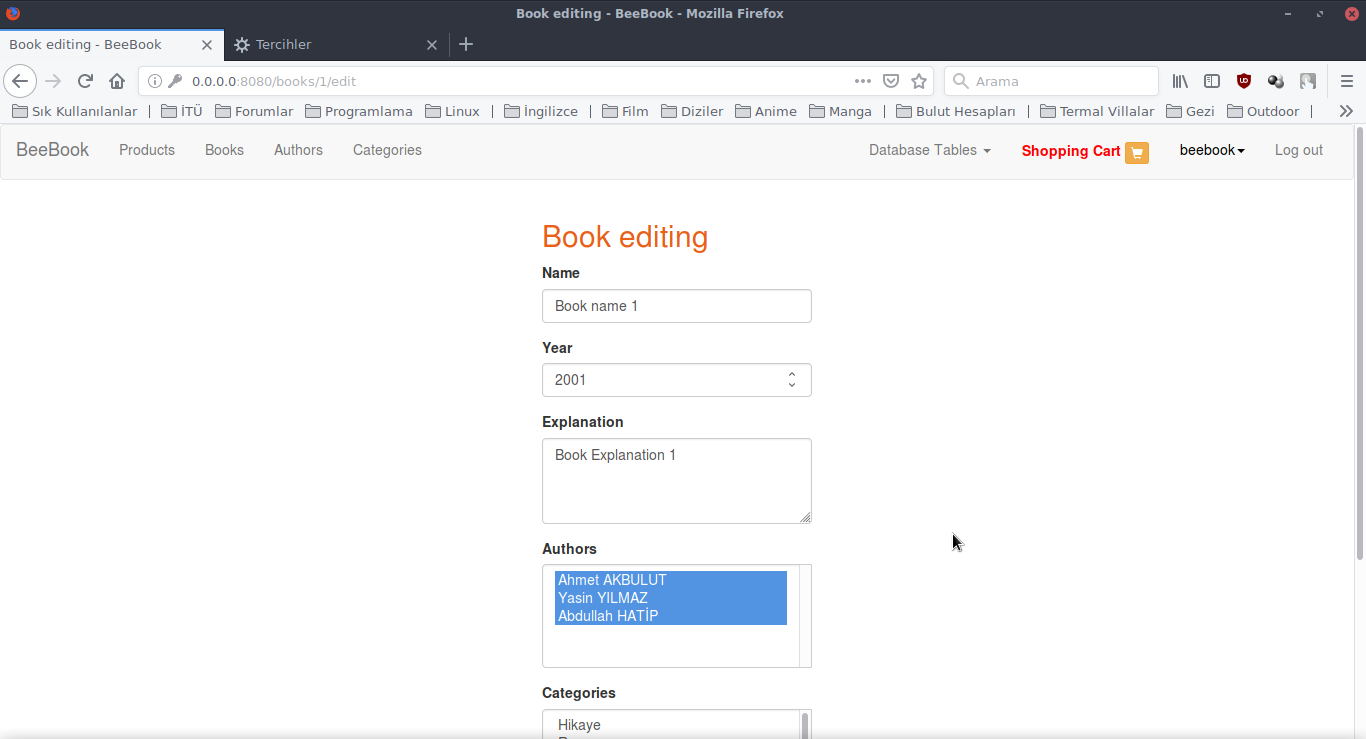 Book editing - BeeBook - Mozilla Firefox
Book editing - BeeBook Tercihler
0.0.0.0:8080/books/1/edit Arama
Sık Kullanılanlar | İTÜ Forumlar Programlama Linux | İngilizce | Film Diziler Anime Manga | Bulut Hesapları | Termal Villalar Gezi Outdoor |
BeeBook Products Books Authors Categories Database Tables Shopping Cart beebook Log out
Book editing
Name
Book name 1
Year
2001
Explanation
Book Explanation 1
Authors
Ahmet AKBULUT
Yasin YILMAZ
Abdullah HATİP
Categories
Hikaye